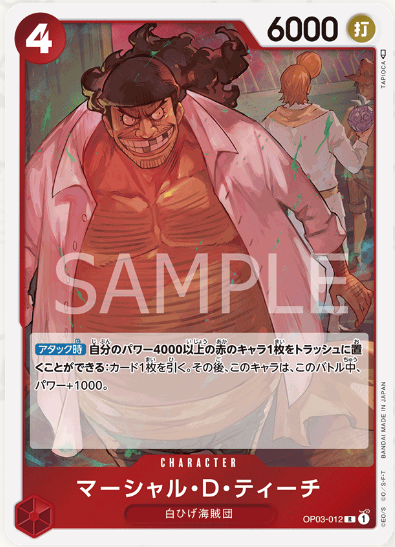 4
6000
打
TAPIOCA
SAMPLE
アタック時 自分のパワー4000以上の赤のキャラ1枚をトラッシュに置
くことができる:カード1枚を引く。その後、このキャラは、このバトル中、
パワー+1000。
CHARACTER
マーシャル・D・ティーチ
白ひげ海賊団
OP03-012 R 1
©E.O./S. ©O./S・F・T BANDAI MADE IN JAPAN